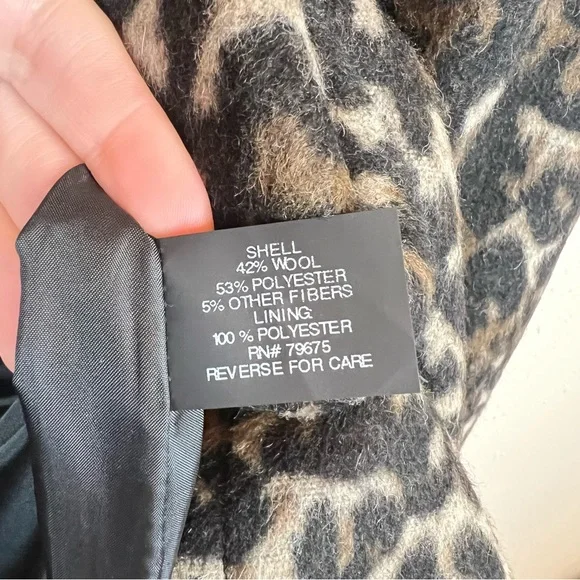 SHELL
42% WOOL
53% POLYESTER
5% OTHER FIBERS
LINING:
100 % POLYESTER
RN# 79675
REVERSE FOR CARE